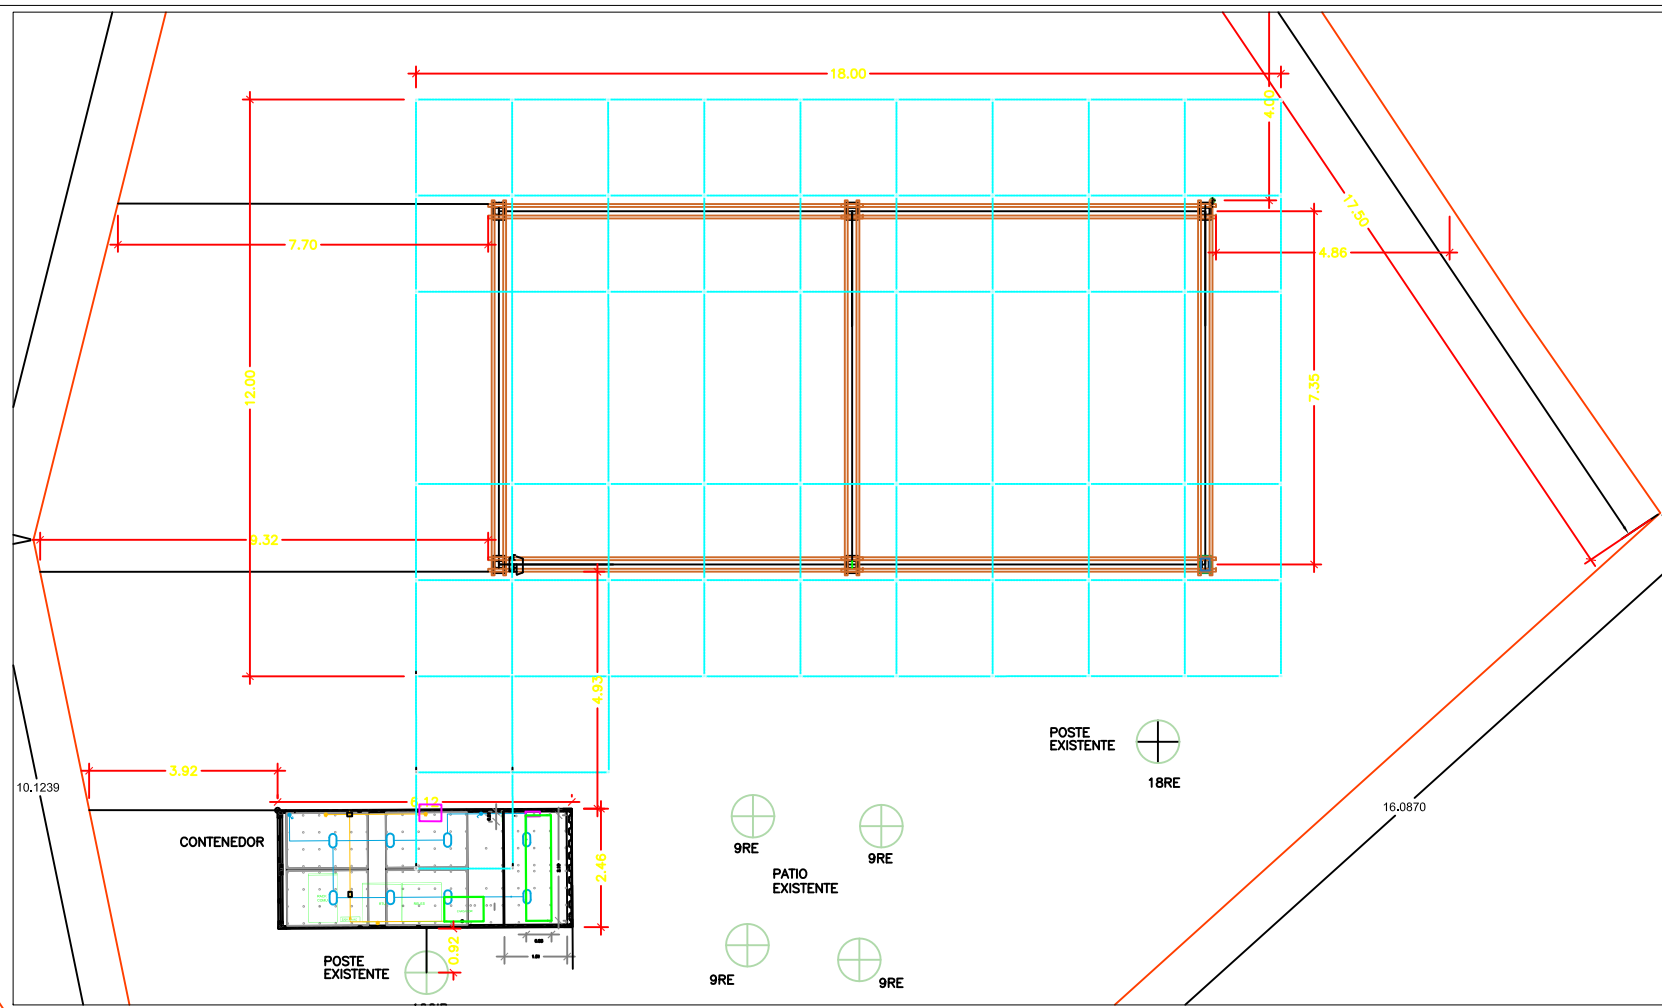 18.00
4.00
17.50
7.70
4.86
12.00
7.35
9.32
4.93
3.92
10.1239
6.12
CONTENEDOR
2.46
0.92
POSTE
EXISTENTE
POSTE
EXISTENTE
18RE
9RE
9RE
PATIO
EXISTENTE
9RE
9RE
16.0870